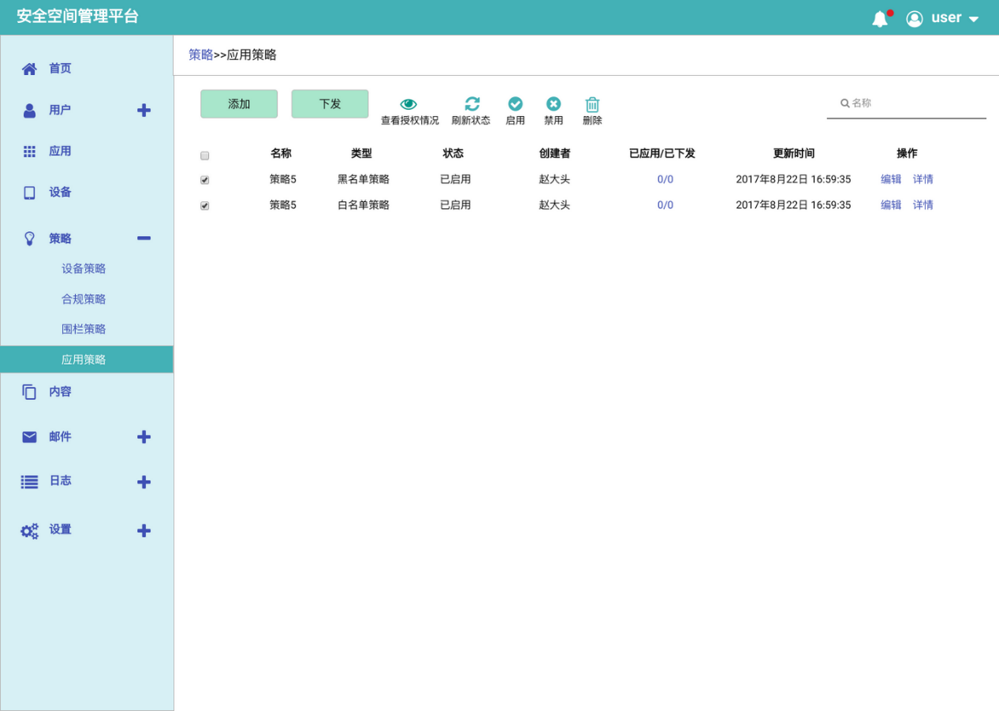 安全空间管理平台
user
首页
用户
应用
设备
策略
设备策略
合规策略
围栏策略
应用策略
内容
邮件
日志
设置
策略>>应用策略
添加 下发 查看授权情况 刷新状态 启用 禁用 删除 名称
名称 类型 状态 创建者 已应用/已下发 更新时间 操作
策略5 黑名单策略 已启用 赵大头 0/0 2017年8月22日 16:59:35 编辑 详情
策略5 白名单策略 已启用 赵大头 0/0 2017年8月22日 16:59:35 编辑 详情